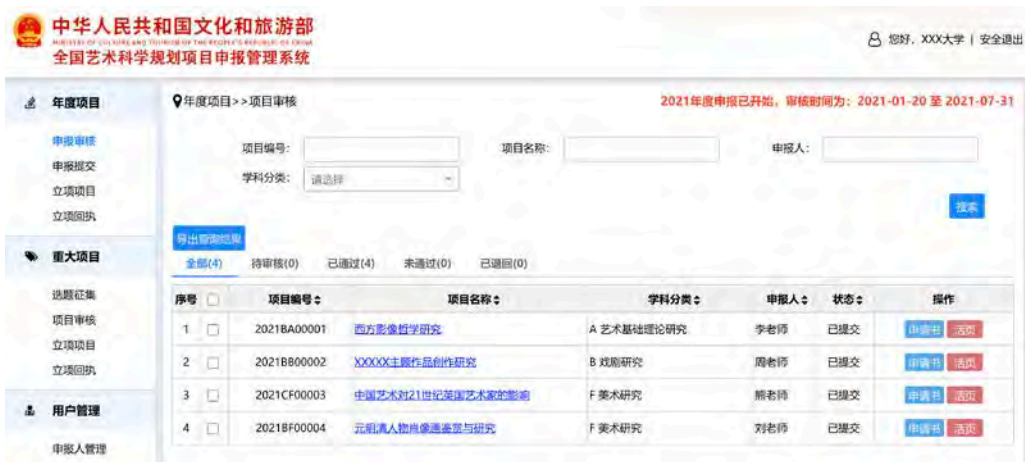 中华人民共和国文化和旅游部
MINISTRY OF CULTURE AND TOURISM OF THE PEOPLE'S REPUBLIC OF CHINA
全国艺术科学规划项目申报管理系统
您好，XXX大学 | 安全退出
年度项目
申报审核
申报提交
立项项目
立项回执
重大项目
选题征集
项目审核
立项项目
立项回执
用户管理
申报人管理
年度项目>>项目审核
2021年度申报已开始，审核时间为：2021-01-20 至 2021-07-31
项目编号： 项目名称： 申报人：
学科分类： 请选择
搜索
导出查询结果
全部(4) 待审核(0) 已通过(4) 未通过(0) 已退回(0)
序号 项目编号 项目名称 学科分类 申报人 状态 操作
1 2021BA00001 西方影像哲学研究 A 艺术基础理论研究 李老师 已提交 申请书 活页
2 2021BB00002 XXXXX主题作品创作研究 B 戏剧研究 周老师 已提交 申请书 活页
3 2021CF00003 中国艺术对21世纪英国艺术家的影响 F 美术研究 熊老师 已提交 申请书 活页
4 2021BF00004 元明清人物肖像画鉴赏与研究 F 美术研究 刘老师 已提交 申请书 活页